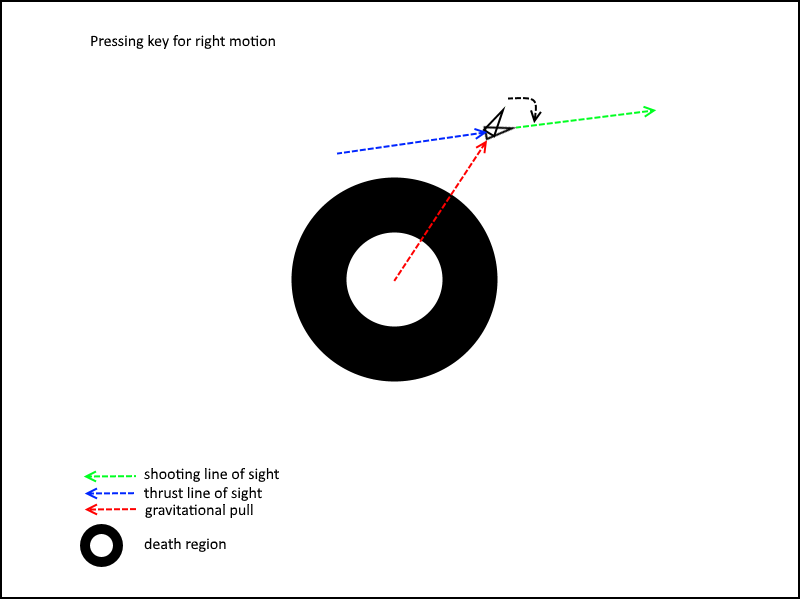 Pressing key for right motion
shooting line of sight
thrust line of sight
gravitational pull
death region